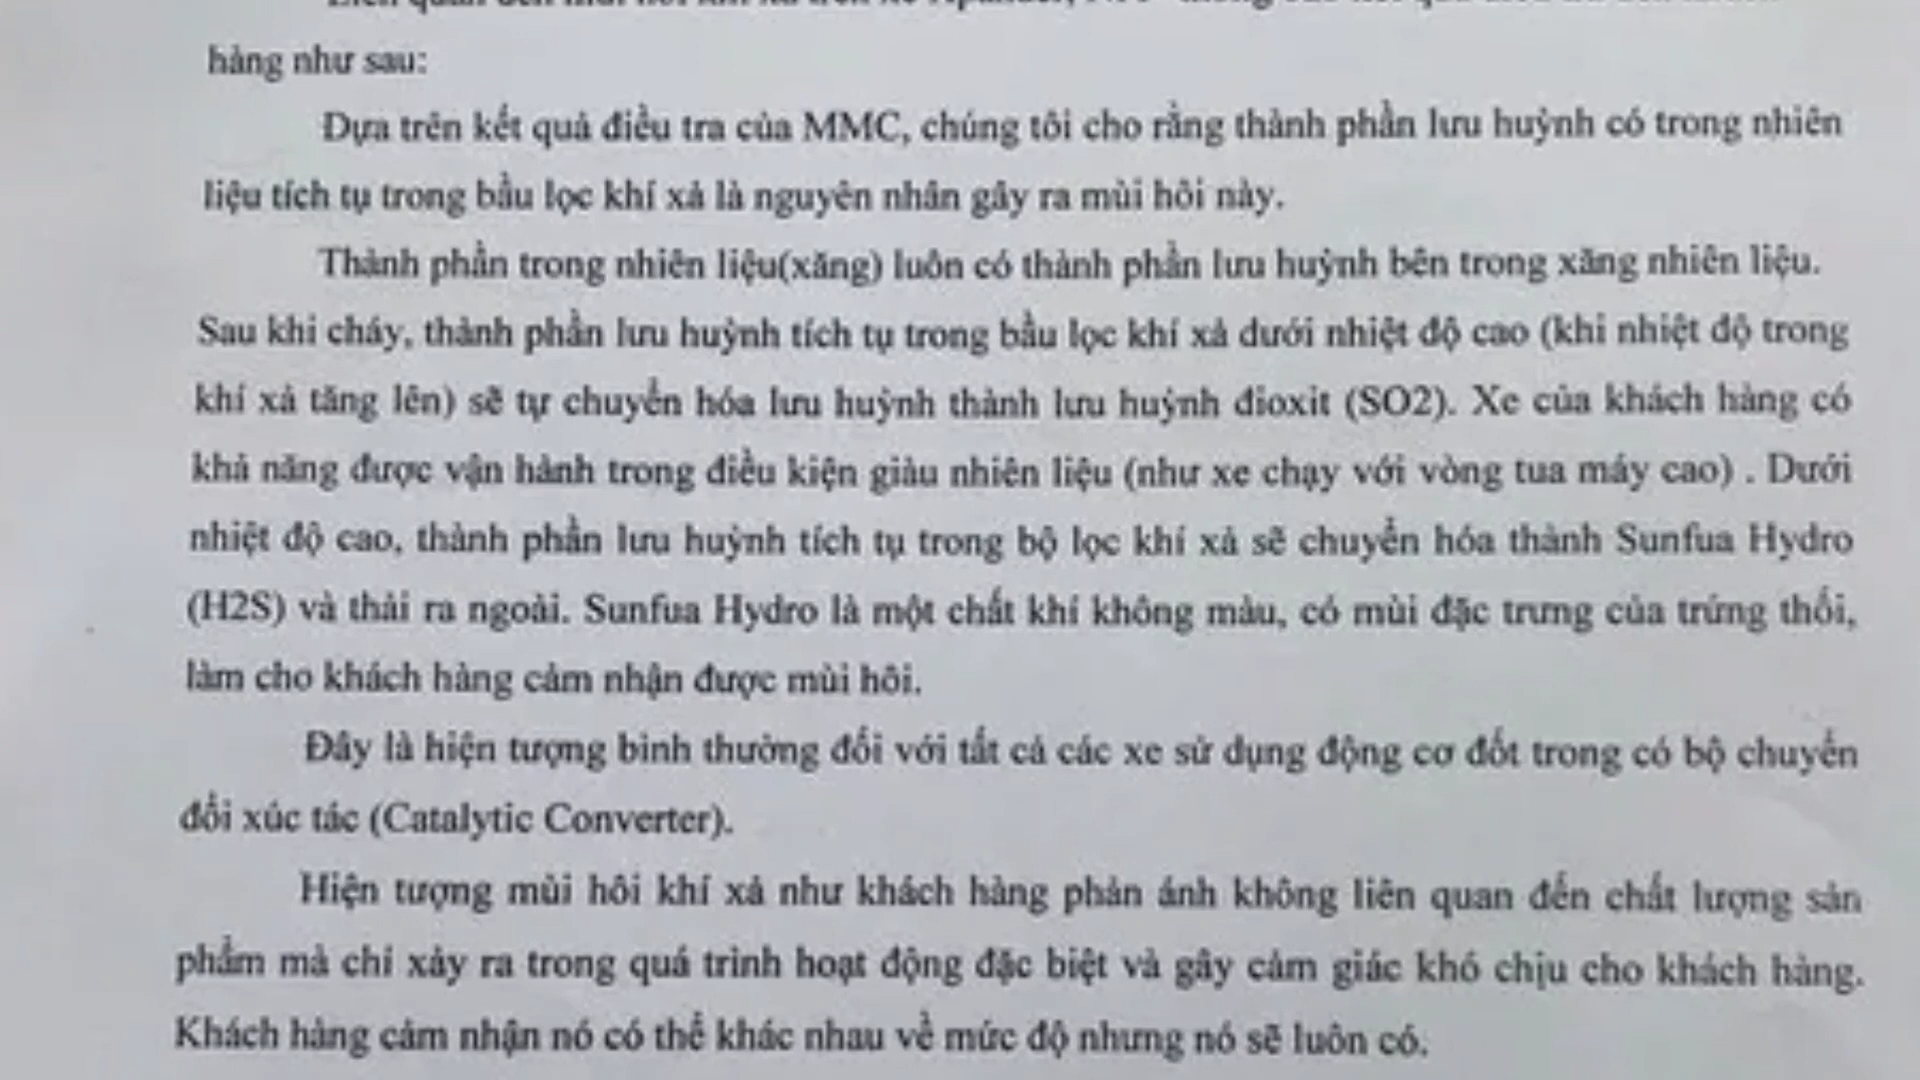 hàng như sau:
Dựa trên kết quả điều tra của MMC, chúng tôi cho rằng thành phần lưu huỳnh có trong nhiên
liệu tích tụ trong bầu lọc khí xả là nguyên nhân gây ra mùi hôi này.
Thành phần trong nhiên liệu(xăng) luôn có thành phần lưu huỳnh bên trong xăng nhiên liệu.
Sau khi cháy, thành phần lưu huỳnh tích tụ trong bầu lọc khí xả dưới nhiệt độ cao (khi nhiệt độ trong
khí xả tăng lên) sẽ tự chuyển hóa lưu huỳnh thành lưu huỳnh đioxit (SO2). Xe của khách hàng có
khả năng được vận hành trong điều kiện giàu nhiên liệu (như xe chạy với vòng tua máy cao) . Dưới
nhiệt độ cao, thành phần lưu huỳnh tích tụ trong bộ lọc khí xả sẽ chuyển hóa thành Sunfua Hydro
(H2S) và thải ra ngoài. Sunfua Hydro là một chất khí không màu, có mùi đặc trưng của trứng thối,
làm cho khách hàng cảm nhận được mùi hôi.
Đây là hiện tượng bình thường đối với tất cả các xe sử dụng động cơ đốt trong có bộ chuyển
đổi xúc tác (Catalytic Converter).
Hiện tượng mùi hôi khí xả như khách hàng phản ánh không liên quan đến chất lượng sản
phẩm mà chỉ xảy ra trong quá trình hoạt động đặc biệt và gây cảm giác khó chịu cho khách hàng.
Khách hàng cảm nhận nó có thể khác nhau về mức độ nhưng nó sẽ luôn có.